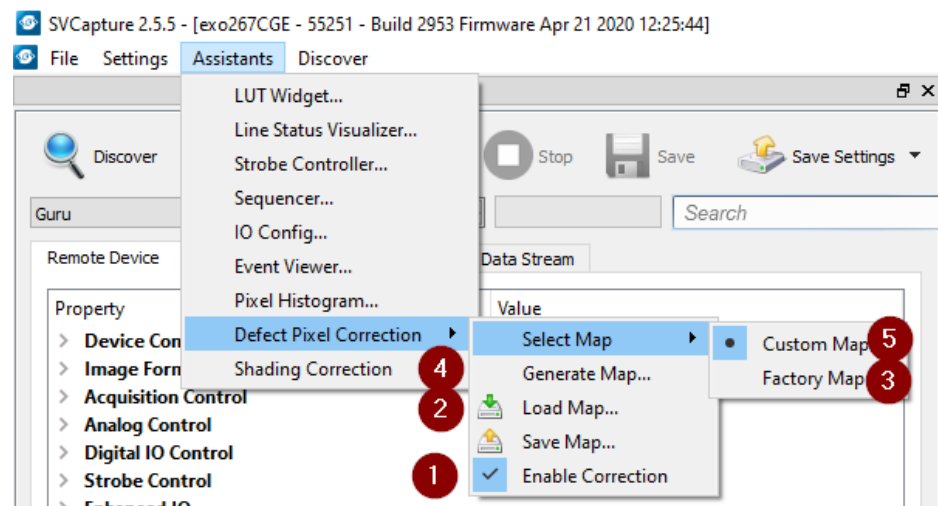 SVCapture 2.5.5 - [exo267CGE - 55251 - Build 2953 Firmware Apr 21 2020 12:25:44]
File Settings Assistants Discover
LUT Widget...
Line Status Visualizer...
Strobe Controller...
Sequencer...
IO Config...
Event Viewer...
Pixel Histogram...
Defect Pixel Correction
Shading Correction 4
Discover
Stop Save Save Settings
Guru
Search
Remote Device
Data Stream
Property Value
Device Con
Image Forn
Acquisition Control
Analog Control
Digital IO Control
Strobe Control
Select Map
Generate Map...
2 Load Map...
Save Map...
1 Enable Correction
Custom Map 5
Factory Map 3